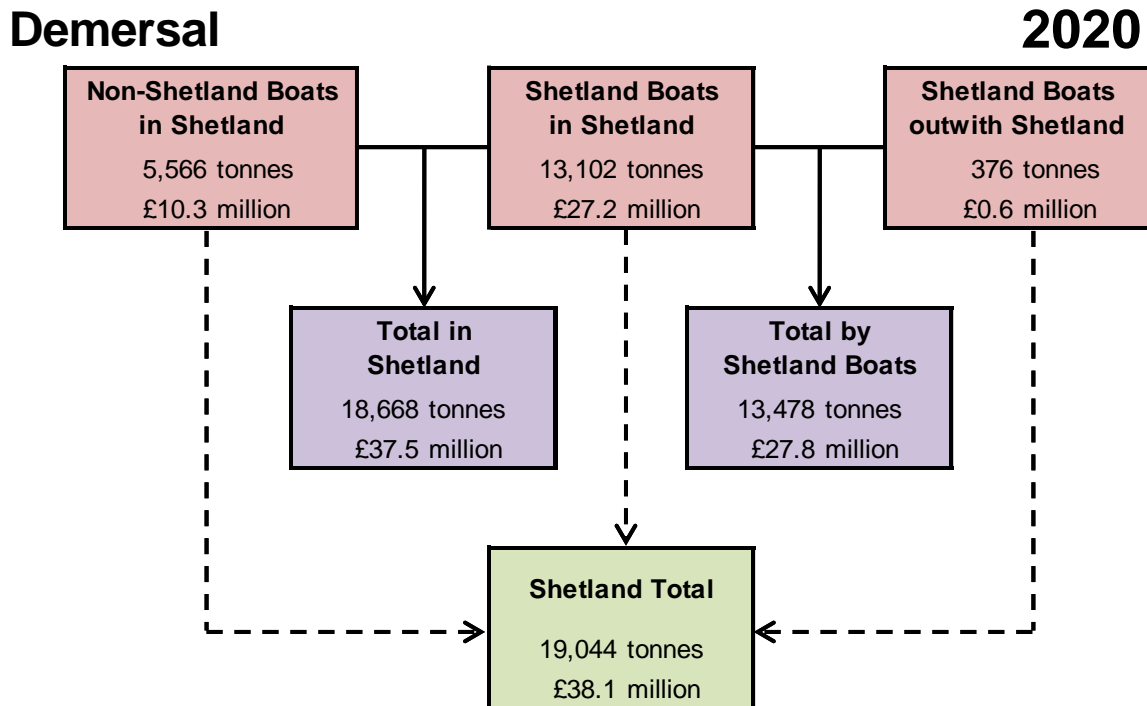 Demersal
2020
Non-Shetland Boats
in Shetland
5,566 tonnes
£10.3 million
Shetland Boats
in Shetland
13,102 tonnes
£27.2 million
Shetland Boats
outwith Shetland
376 tonnes
£0.6 million
Total in
Shetland
18,668 tonnes
£37.5 million
Total by
Shetland Boats
13,478 tonnes
£27.8 million
Shetland Total
19,044 tonnes
£38.1 million